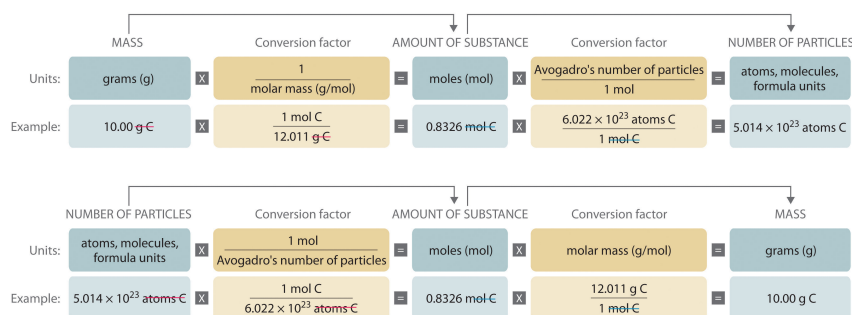 MASS Conversion factor AMOUNT OF SUBSTANCE Conversion factor NUMBER OF PARTICLES
Units: grams (g) X 1 / molar mass (g/mol) = moles (mol) X Avogadro's number of particles / 1 mol = atoms, molecules, formula units
Example: 10.00 g C X 1 mol C / 12.011 g C = 0.8326 mol C X 6.022 × 10²³ atoms C / 1 mol C = 5.014 × 10²³ atoms C
NUMBER OF PARTICLES Conversion factor AMOUNT OF SUBSTANCE Conversion factor MASS
Units: atoms, molecules, formula units X 1 mol / Avogadro's number of particles = moles (mol) X molar mass (g/mol) = grams (g)
Example: 5.014 × 10²³ atoms C X 1 mol C / 6.022 × 10²³ atoms C = 0.8326 mol C X 12.011 g C / 1 mol C = 10.00 g C